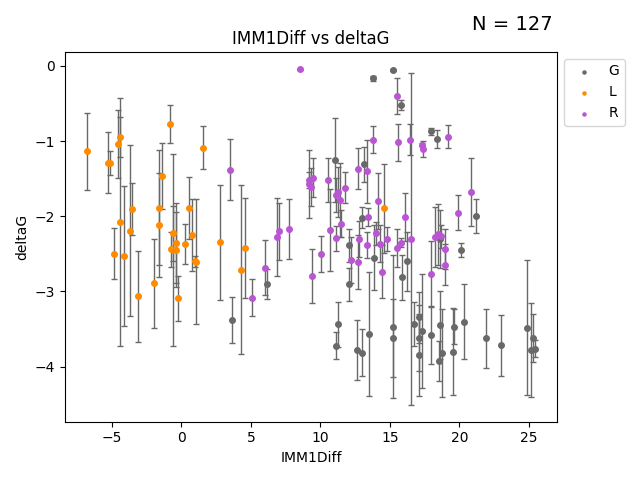 N = 127
IMM1Diff vs deltaG
G
L
R
deltaG
0
−1
−2
−3
−4
−5
0
5
10
15
20
25
IMM1Diff